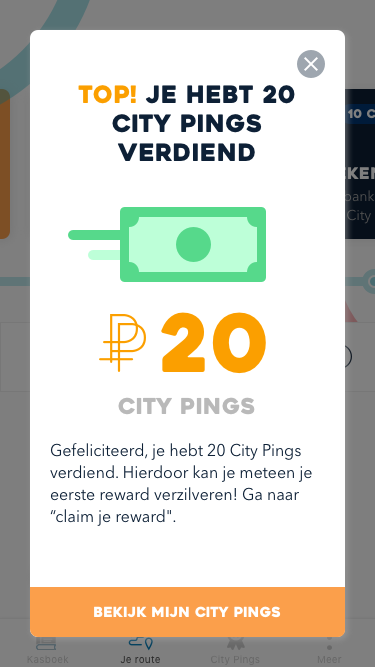 TOP! JE HEBT 20
CITY PINGS
VERDIEND
10 C
KEN
bank
City
20
CITY PINGS
Gefeliciteerd, je hebt 20 City Pings
verdiend. Hierdoor kan je meteen je
eerste reward verzilveren! Ga naar
“claim je reward".
BEKIJK MIJN CITY PINGS
Kasboek
Je route
City Pings
Meer